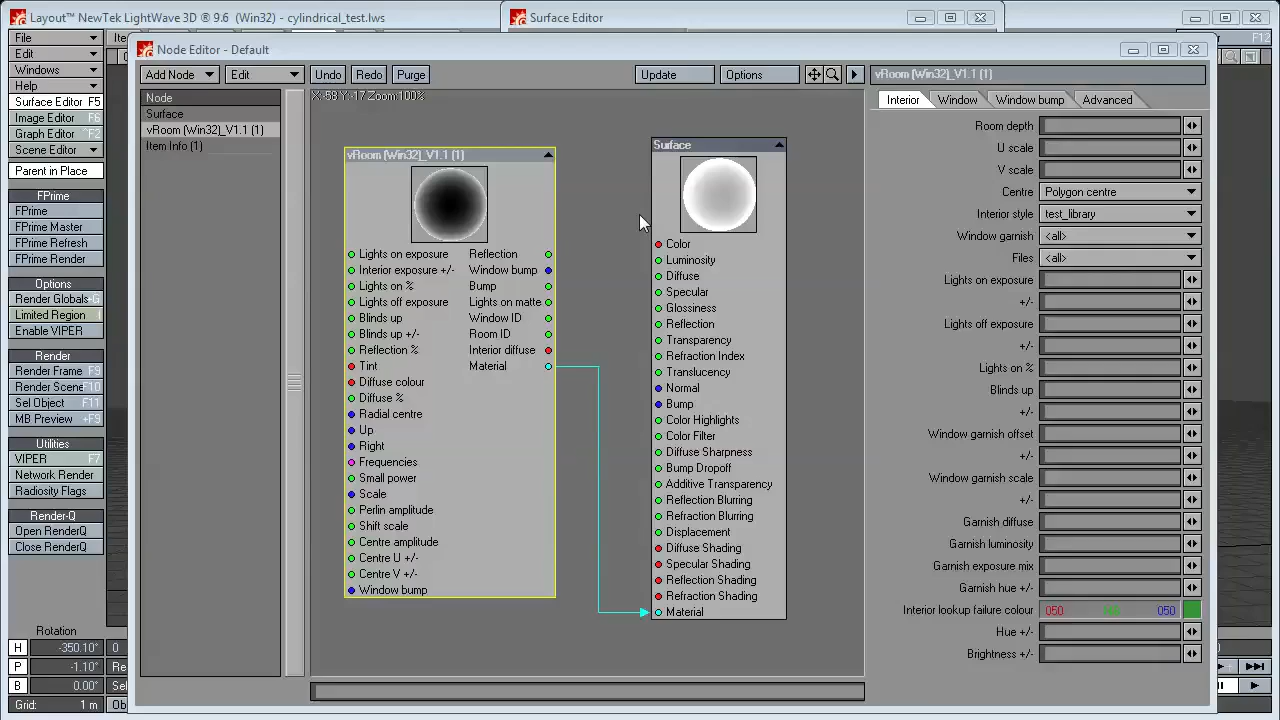 Layout™ NewTek LightWave 3D ® 9.6 (Win32) - cylindrical_test.lws
Surface Editor
File
Edit
Windows
Help
Surface Editor F5
Image Editor F6
Graph Editor ^F2
Scene Editor
Parent in Place
FPrime
FPrime
FPrime Master
FPrime Refresh
FPrime Render
Options
Render Globals
Limited Region l
Enable VIPER
Render
Render Frame F9
Render Scene F10
Sel Object F11
MB Preview +F9
Utilities
VIPER F7
Network Render
Radiosity Flags
Render-Q
Open RenderQ
Close RenderQ
Rotation
H -350.10° 0
P -1.10° Re
B 0.00° Sel
Grid: 1 m Ob
Ite
F12
Node Editor - Default
Add Node
Edit
Undo
Redo
Purge
Update
Options
Node
Surface
vRoom (Win32)_V1.1 (1)
Item Info (1)
X:-58 Y:-17 Zoom:100%
vRoom (Win32)_V1.1 (1)
Lights on exposure
Interior exposure +/-
Lights on %
Lights off exposure
Blinds up
Blinds up +/-
Reflection %
Tint
Diffuse colour
Diffuse %
Radial centre
Up
Right
Frequencies
Small power
Scale
Perlin amplitude
Shift scale
Centre amplitude
Centre U +/-
Centre V +/-
Window bump
Reflection
Window bump
Bump
Lights on matte
Window ID
Room ID
Interior diffuse
Material
Surface
Color
Luminosity
Diffuse
Specular
Glossiness
Reflection
Transparency
Refraction Index
Translucency
Normal
Bump
Color Highlights
Color Filter
Diffuse Sharpness
Bump Dropoff
Additive Transparency
Reflection Blurring
Refraction Blurring
Displacement
Diffuse Shading
Specular Shading
Reflection Shading
Refraction Shading
Material
vRoom (Win32)_V1.1 (1)
Interior
Window
Window bump
Advanced
Room depth
U scale
V scale
Centre Polygon centre
Interior style test_library
Window garnish <all>
Files <all>
Lights on exposure
+/-
Lights off exposure
+/-
Lights on %
Blinds up
+/-
Window garnish offset
+/-
Window garnish scale
+/-
Garnish diffuse
Garnish luminosity
Garnish exposure mix
Garnish hue +/-
Interior lookup failure colour 050 050
Hue +/-
Brightness +/-